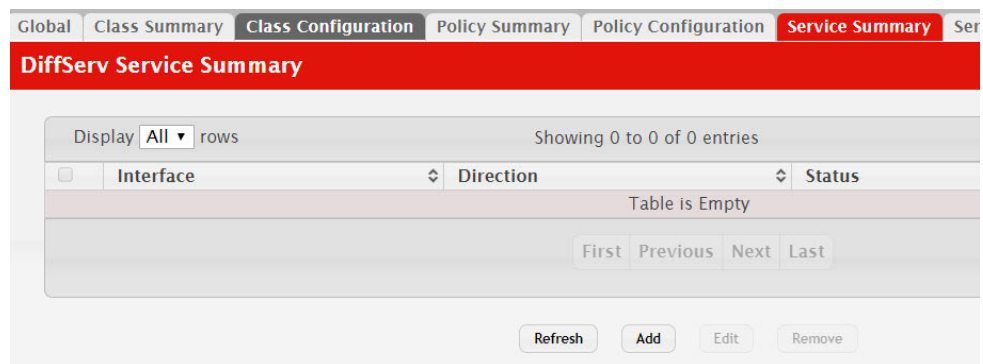 Global Class Summary Class Configuration Policy Summary Policy Configuration Service Summary Ser
DiffServ Service Summary
Display All rows Showing 0 to 0 of 0 entries
Interface Direction Status
Table is Empty
First Previous Next Last
Refresh Add Edit Remove